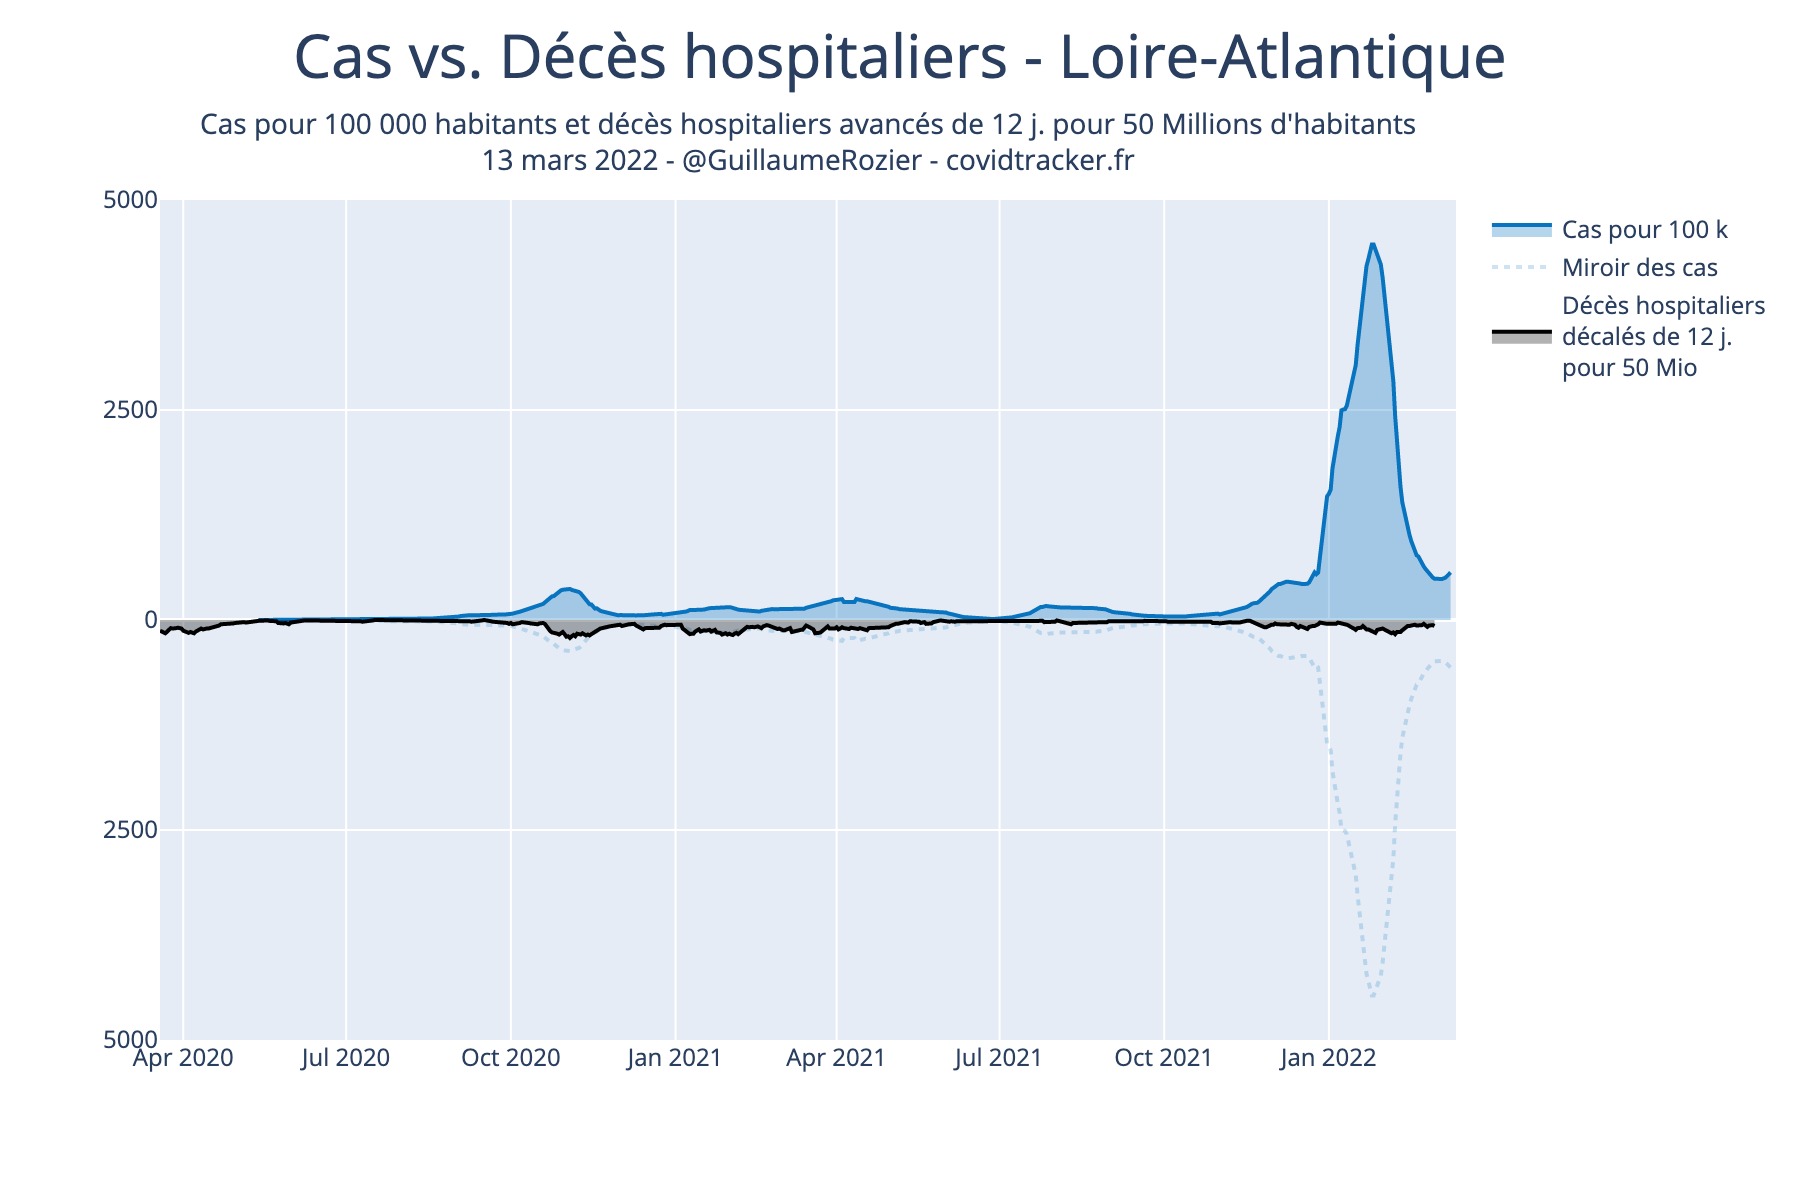 Cas vs. Décès hospitaliers - Loire-Atlantique
Cas pour 100 000 habitants et décès hospitaliers avancés de 12 j. pour 50 Millions d'habitants
13 mars 2022 - @GuillaumeRozier - covidtracker.fr
5000
2500
0
2500
5000
Apr 2020
Jul 2020
Oct 2020
Jan 2021
Apr 2021
Jul 2021
Oct 2021
Jan 2022
Cas pour 100 k
Miroir des cas
Décès hospitaliers
décalés de 12 j.
pour 50 Mio